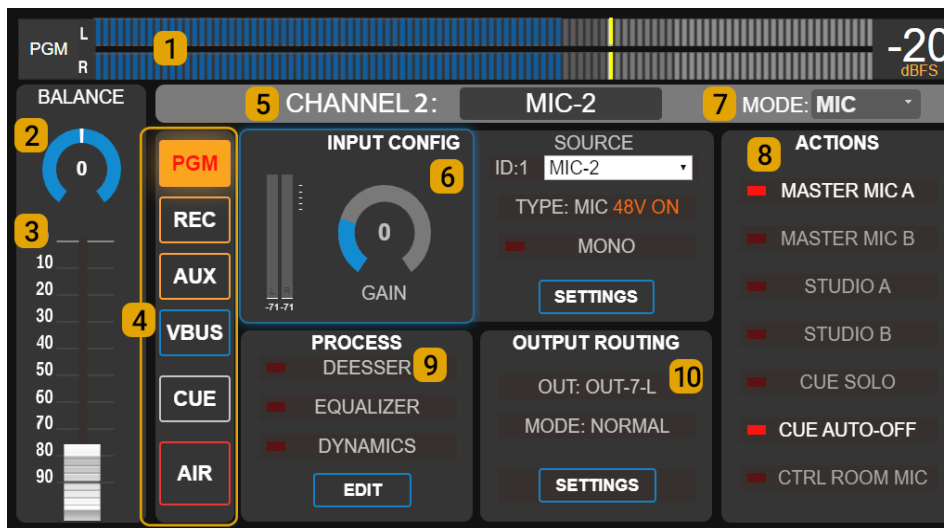 PGM
L
R
1
-20
dBFS
BALANCE
2
0
5 CHANNEL 2: MIC-2
7 MODE: MIC
3
10
20
30
40
50
60
70
80
90
4
PGM
REC
AUX
VBUS
CUE
AIR
INPUT CONFIG
6
0
GAIN
-71 -71
SOURCE
ID:1 MIC-2
TYPE: MIC 48V ON
MONO
SETTINGS
PROCESS
DEESSER 9
EQUALIZER
DYNAMICS
EDIT
OUTPUT ROUTING
OUT: OUT-7-L 10
MODE: NORMAL
SETTINGS
8 ACTIONS
MASTER MIC A
MASTER MIC B
STUDIO A
STUDIO B
CUE SOLO
CUE AUTO-OFF
CTRL ROOM MIC